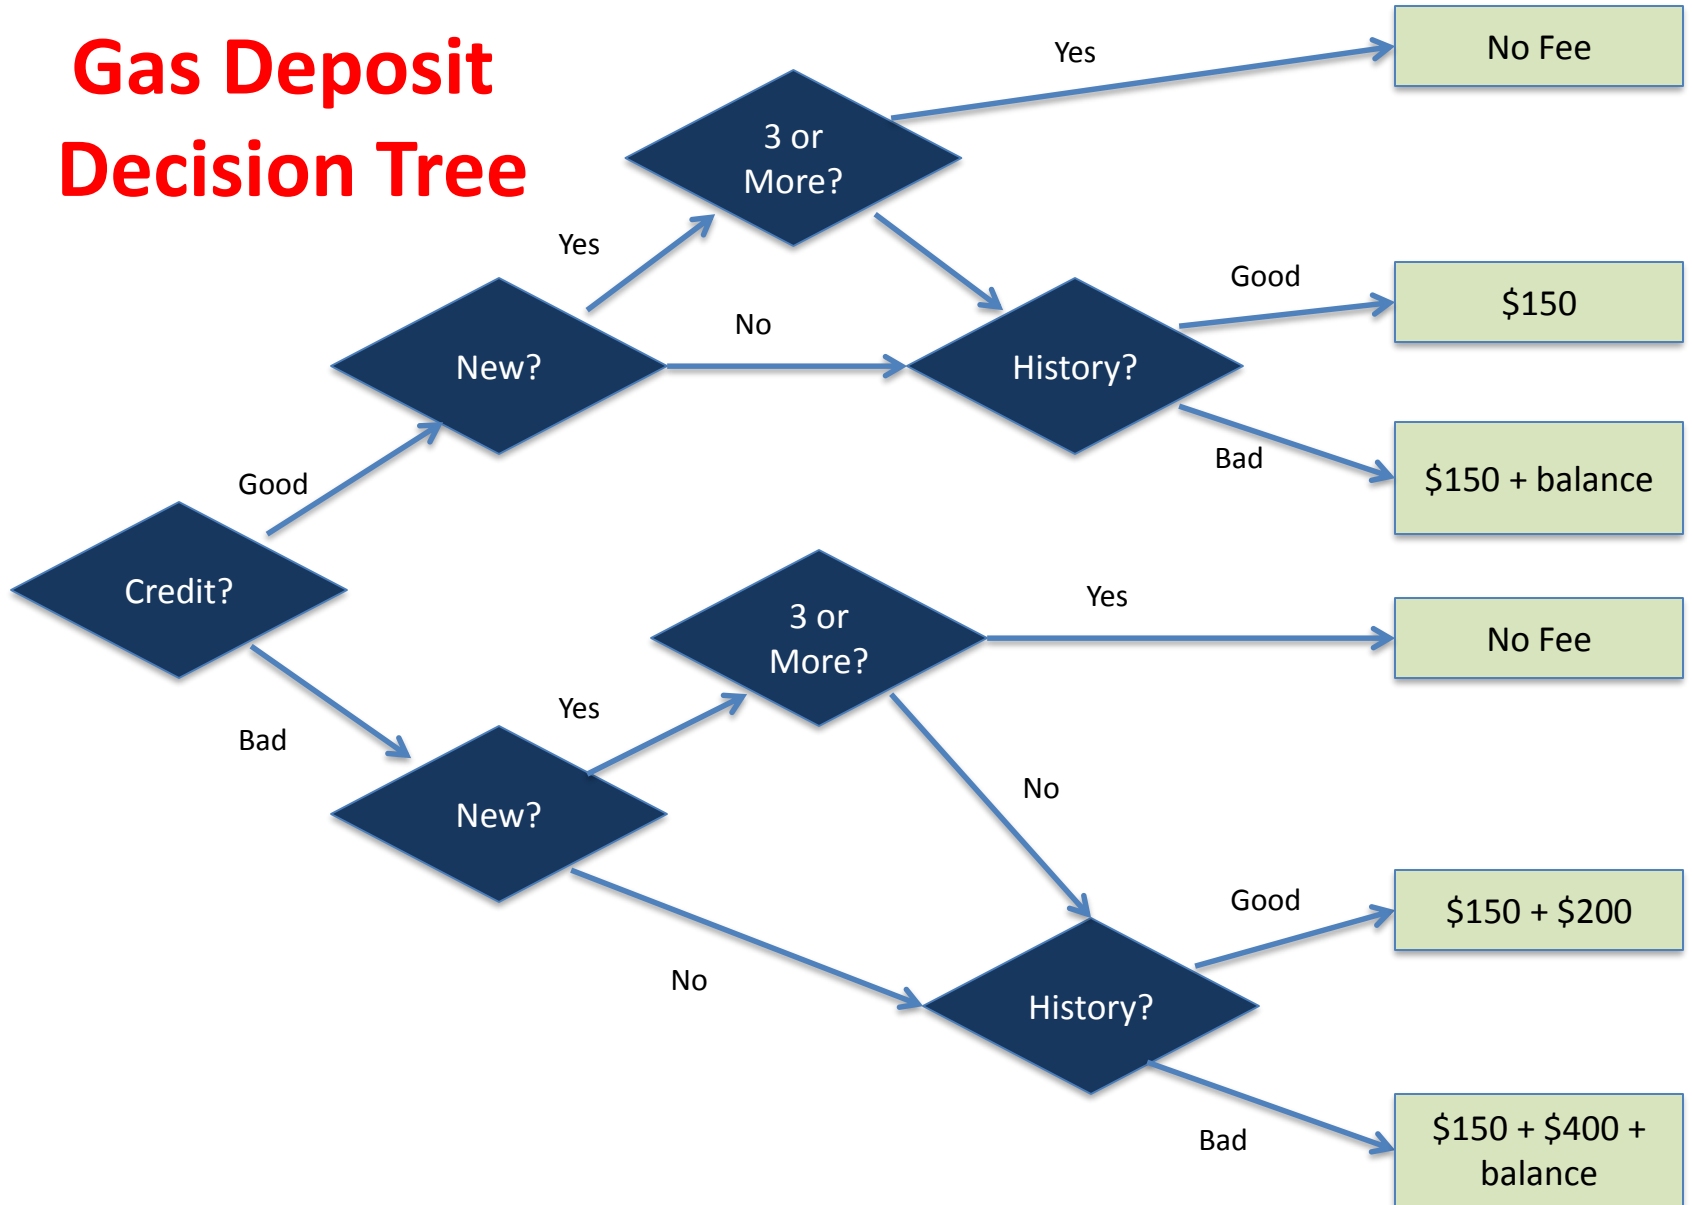 Gas Deposit
Decision Tree
Yes
No Fee
3 or
More?
Yes
Good
$150
No
New?
History?
Bad
$150 + balance
Good
Credit?
3 or
More?
Yes
No Fee
Yes
Bad
No
New?
Good
$150 + $200
No
History?
Bad
$150 + $400 +
balance